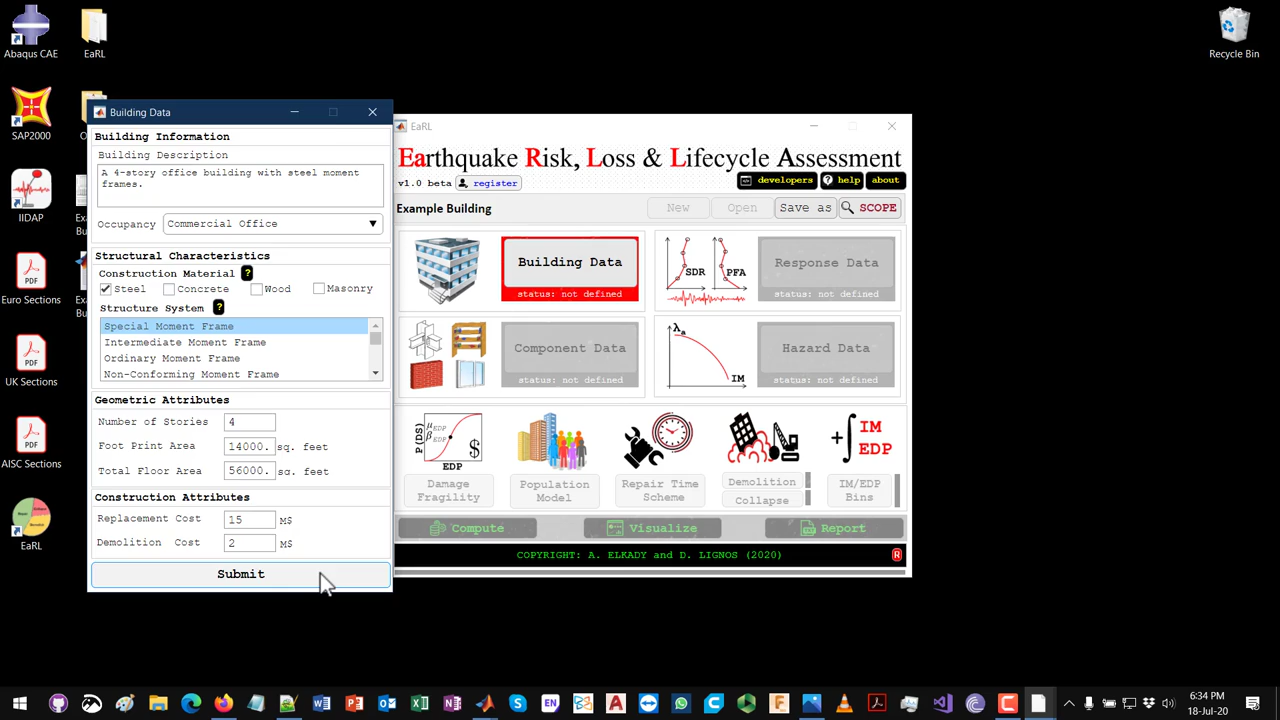 Abaqus CAE
EaRL
Recycle Bin
SAP2000
IIDAP
Euro Sections
UK Sections
AISC Sections
EaRL
Building Data
Building Information
Building Description
A 4-story office building with steel moment
frames.
Occupancy
Commercial Office
Structural Characteristics
Construction Material ?
Steel Concrete Wood Masonry
Structure System ?
Special Moment Frame
Intermediate Moment Frame
Ordinary Moment Frame
Non-Conforming Moment Frame
Geometric Attributes
Number of Stories 4
Foot Print Area 14000. sq. feet
Total Floor Area 56000. sq. feet
Construction Attributes
Replacement Cost 15 M$
Demolition Cost 2 M$
Submit
EaRL
Earthquake Risk, Loss & Lifecycle Assessment
v1.0 beta register developers help about
Example Building New Open Save as SCOPE
Building Data
status: not defined
SDR PFA
Response Data
status: not defined
Component Data
status: not defined
λa
IM
Hazard Data
status: not defined
P(DS)
μEDP
βEDP
$
EDP
+∫ IM
EDP
Damage
Fragility
Population
Model
Repair Time
Scheme
Demolition
Collapse
IM/EDP
Bins
Compute Visualize Report
COPYRIGHT: A. ELKADY and D. LIGNOS (2020) R
EN
6:34 PM
18-Jul-20